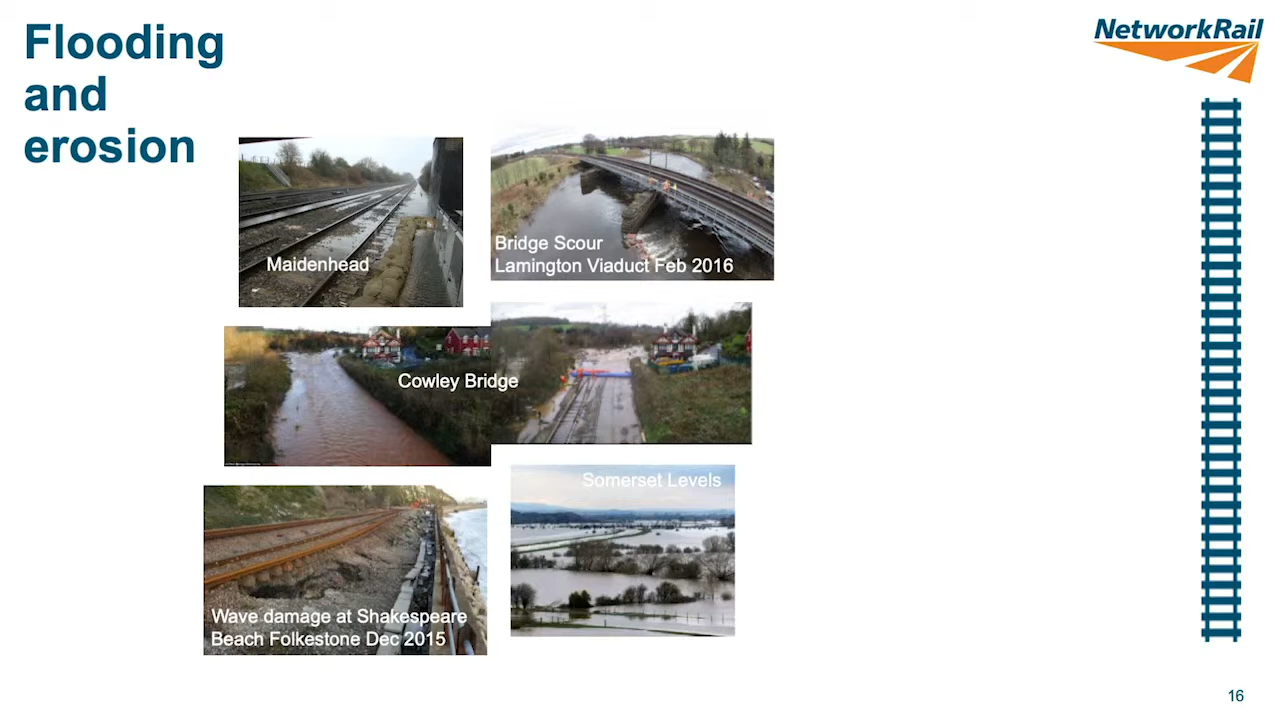 Flooding
and
erosion
NetworkRail
Maidenhead
Bridge Scour
Lamington Viaduct Feb 2016
Cowley Bridge
Somerset Levels
Wave damage at Shakespeare
Beach Folkestone Dec 2015
16